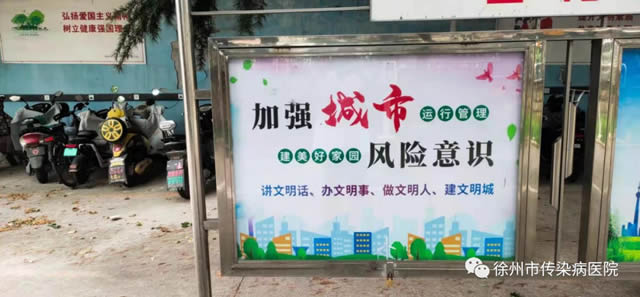 弘扬爱国主义精神
树立健康强国理
加强城市运行管理
建美好家园风险意识
讲文明话、办文明事、做文明人、建文明城
徐州市传染病医院